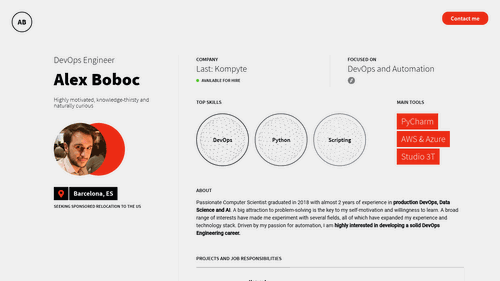 AB
Contact me
DevOps Engineer
Alex Boboc
Highly motivated, knowledge-thirsty and
naturally curious
Barcelona, ES
SEEKING SPONSORED RELOCATION TO THE US
COMPANY
Last: Kompyte
AVAILABLE FOR HIRE
FOCUSED ON
DevOps and Automation
TOP SKILLS
DevOps
Python
Scripting
MAIN TOOLS
PyCharm
AWS & Azure
Studio 3T
ABOUT
Passionate Computer Scientist graduated in 2018 with almost 2 years of experience in production DevOps, Data
Science and AI. A big attraction to problem-solving is the key to my self-motivation and willingness to learn. A broad
range of interests have made me experiment with several fields, all of which have expanded my experience and
technology stack. Driven by my passion for automation, I am highly interested in developing a solid DevOps
Engineering career.
PROJECTS AND JOB RESPONSIBILITIES